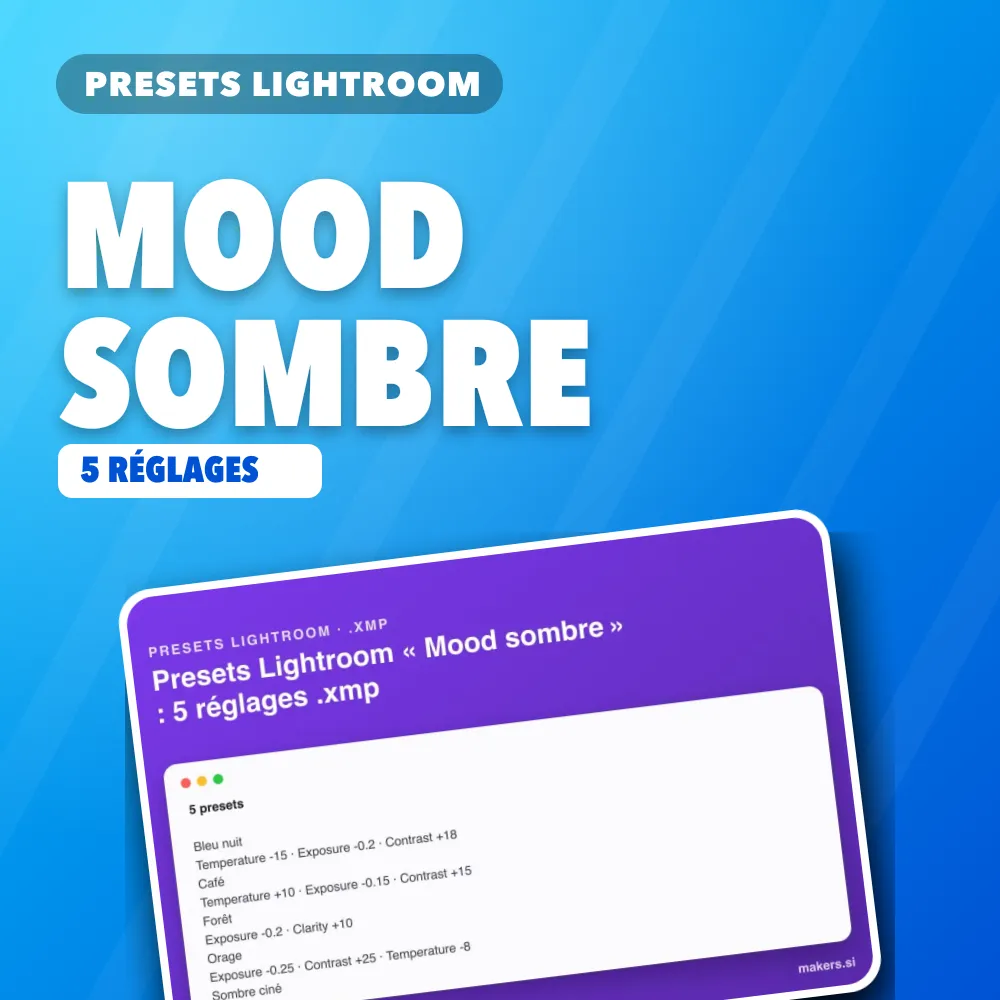 PRESETS LIGHTROOM
MOOD
SOMBRE
5 RÉGLAGES
PRESETS LIGHTROOM · .XMP
Presets Lightroom « Mood sombre »
: 5 réglages .xmp
5 presets
Bleu nuit
Temperature -15 · Exposure -0.2 · Contrast +18
Café
Temperature +10 · Exposure -0.15 · Contrast +15
Forêt
Exposure -0.2 · Clarity +10
Orage
Exposure -0.25 · Contrast +25 · Temperature -8
Sombre ciné
makers.si